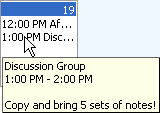 19
12:00 PM Af...
1:00 PM Disc...
Discussion Group
1:00 PM - 2:00 PM
Copy and bring 5 sets of notes!